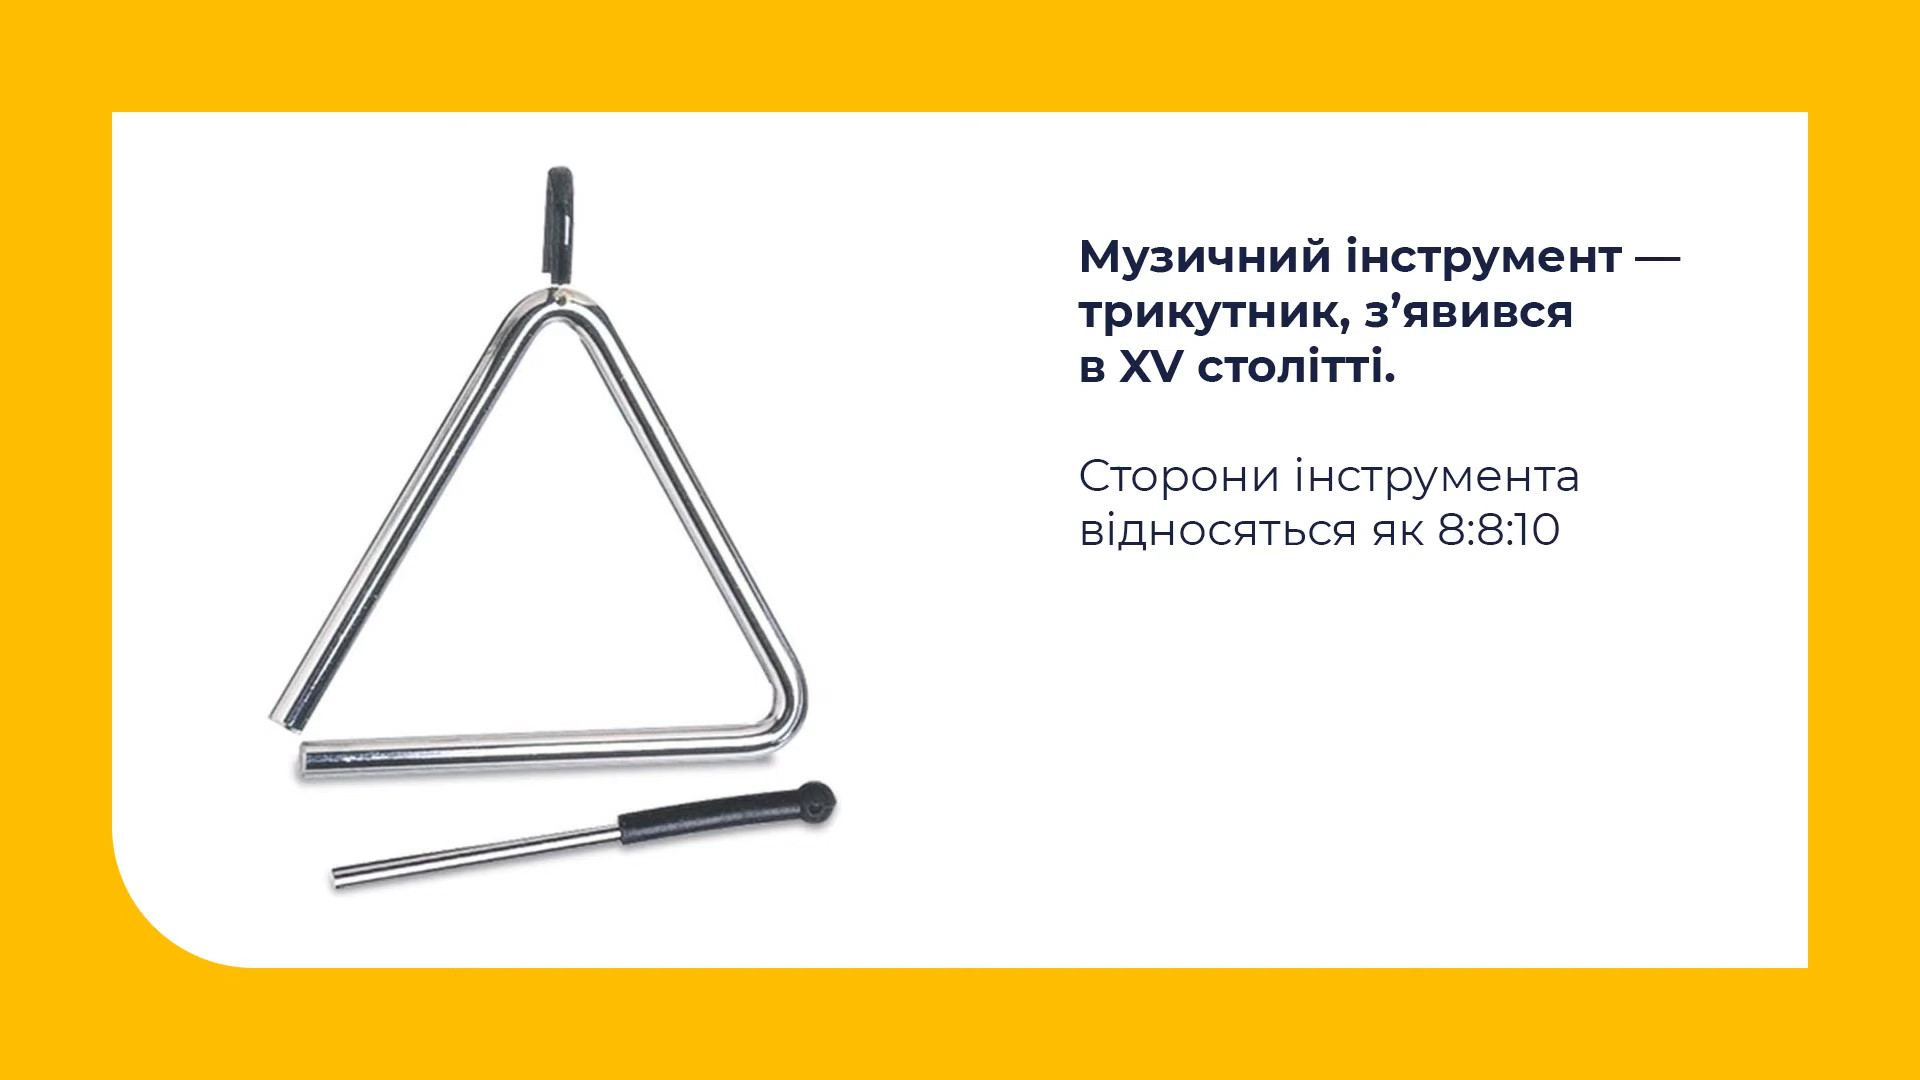 Музичний інструмент —
трикутник, з’явився
в XV столітті.
Сторони інструмента
відносяться як 8:8:10